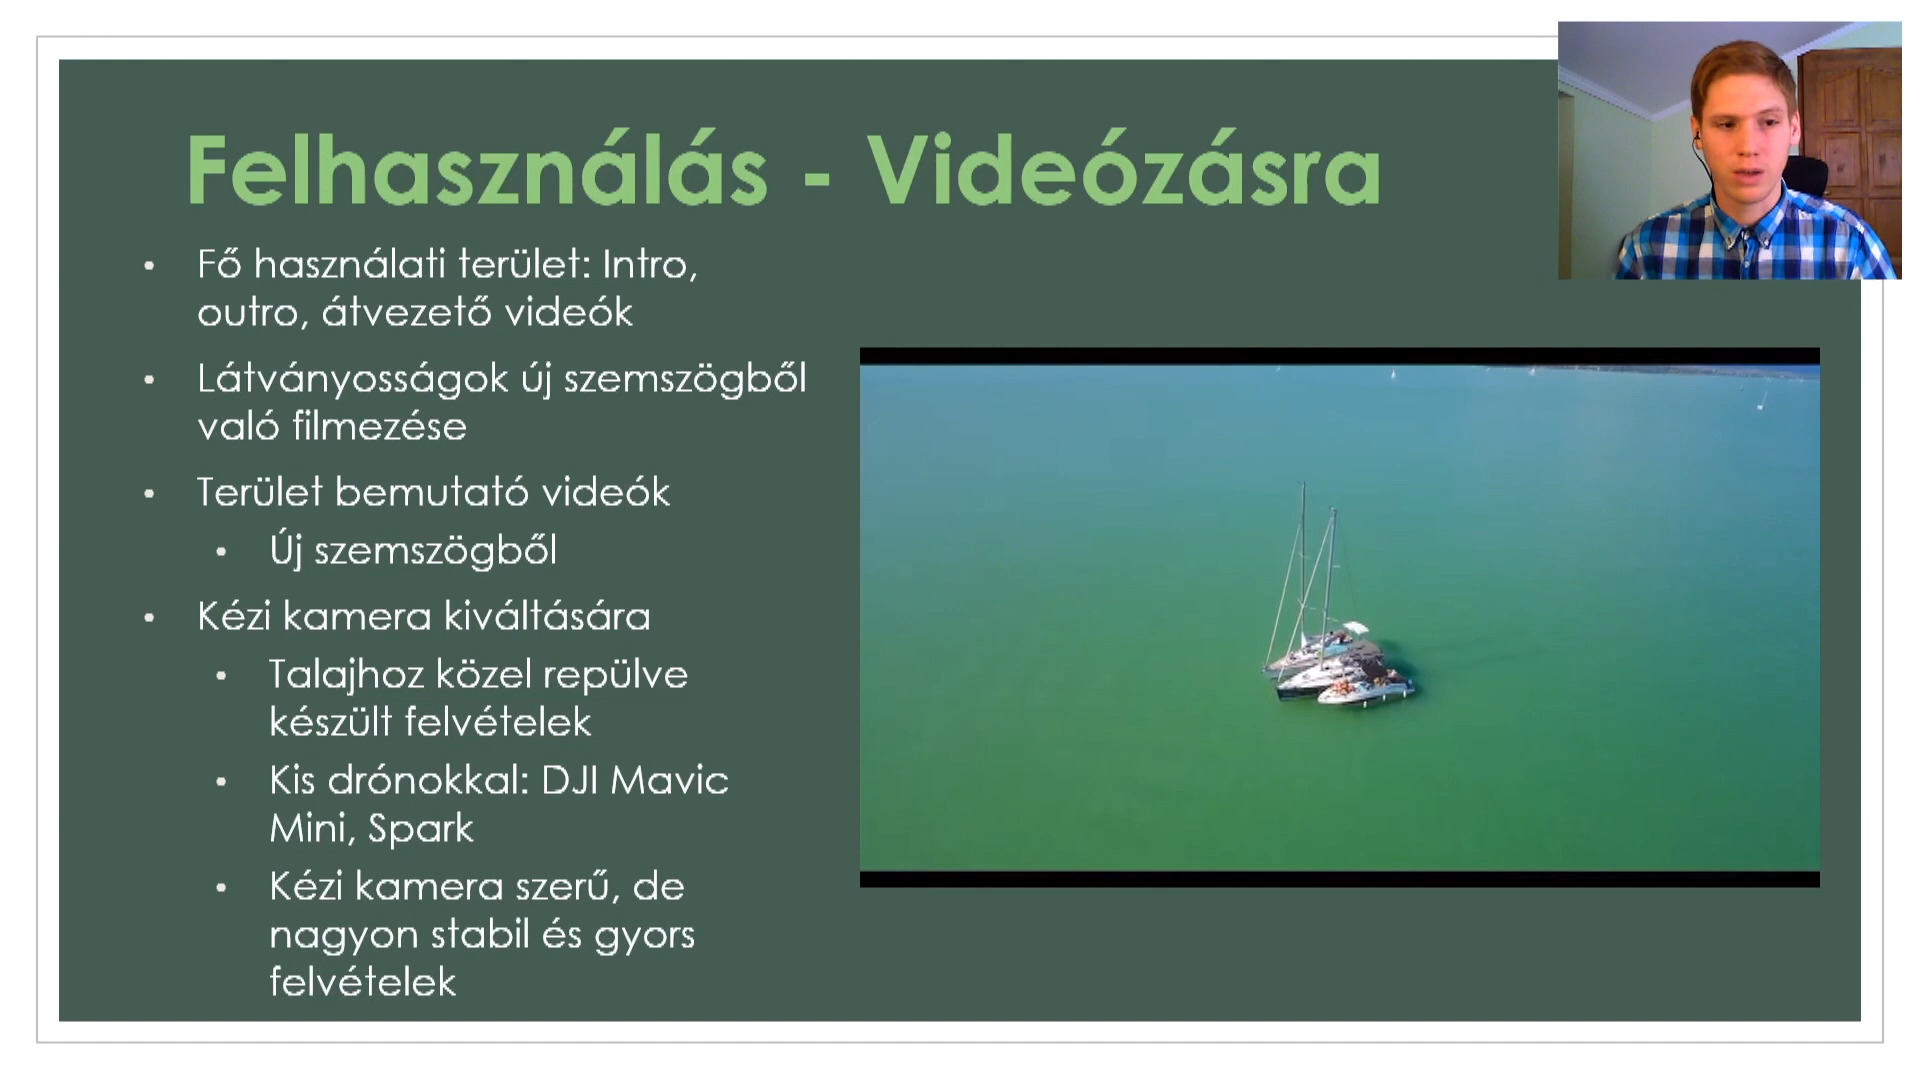 Felhasználás - Videózásra
• Fő használati terület: Intro,
outro, átvezető videók
• Látványosságok új szemszögből
való filmezése
• Terület bemutató videók
• Új szemszögből
• Kézi kamera kiváltására
• Talajhoz közel repülve
készült felvételek
• Kis drónokkal: DJI Mavic
Mini, Spark
• Kézi kamera szerű, de
nagyon stabil és gyors
felvételek